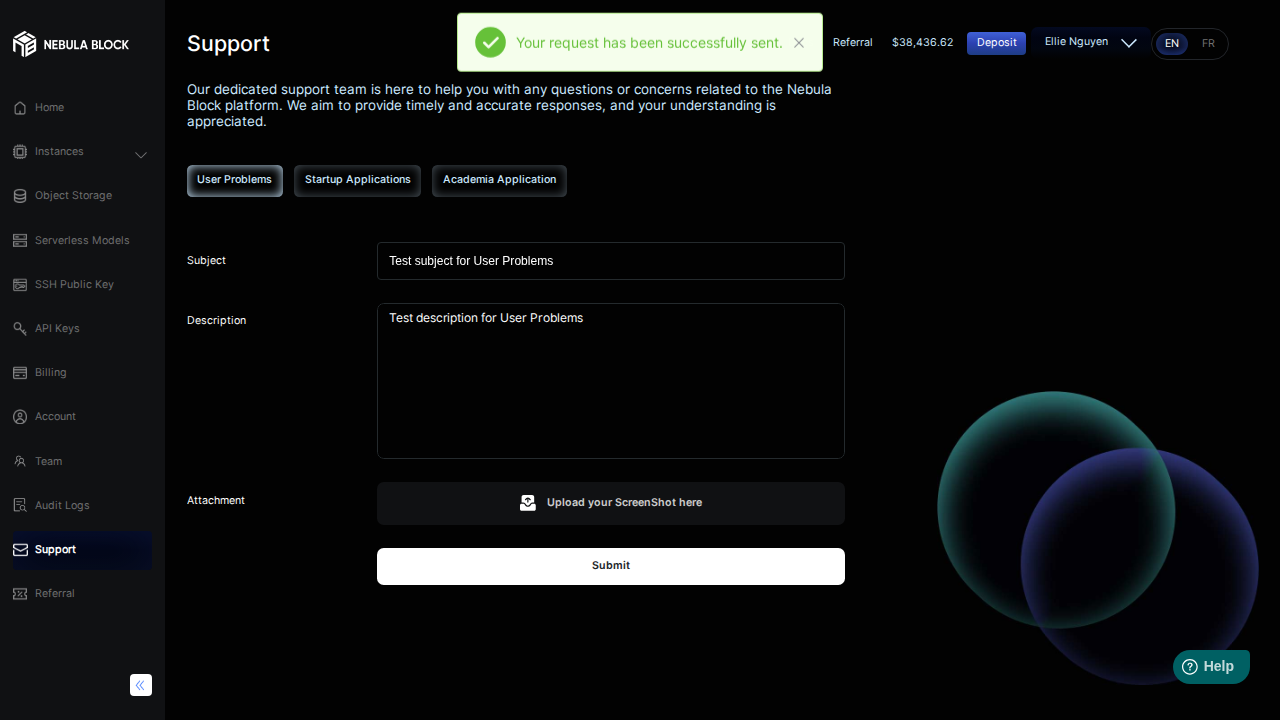 NEBULA BLOCK
Home
Instances
Object Storage
Serverless Models
SSH Public Key
API Keys
Billing
Account
Team
Audit Logs
Support
Referral
Support
Your request has been successfully sent.
Referral
$38,436.62
Deposit
Ellie Nguyen
EN
FR
Our dedicated support team is here to help you with any questions or concerns related to the Nebula
Block platform. We aim to provide timely and accurate responses, and your understanding is
appreciated.
User Problems
Startup Applications
Academia Application
Subject
Test subject for User Problems
Description
Test description for User Problems
Attachment
Upload your ScreenShot here
Submit
Help